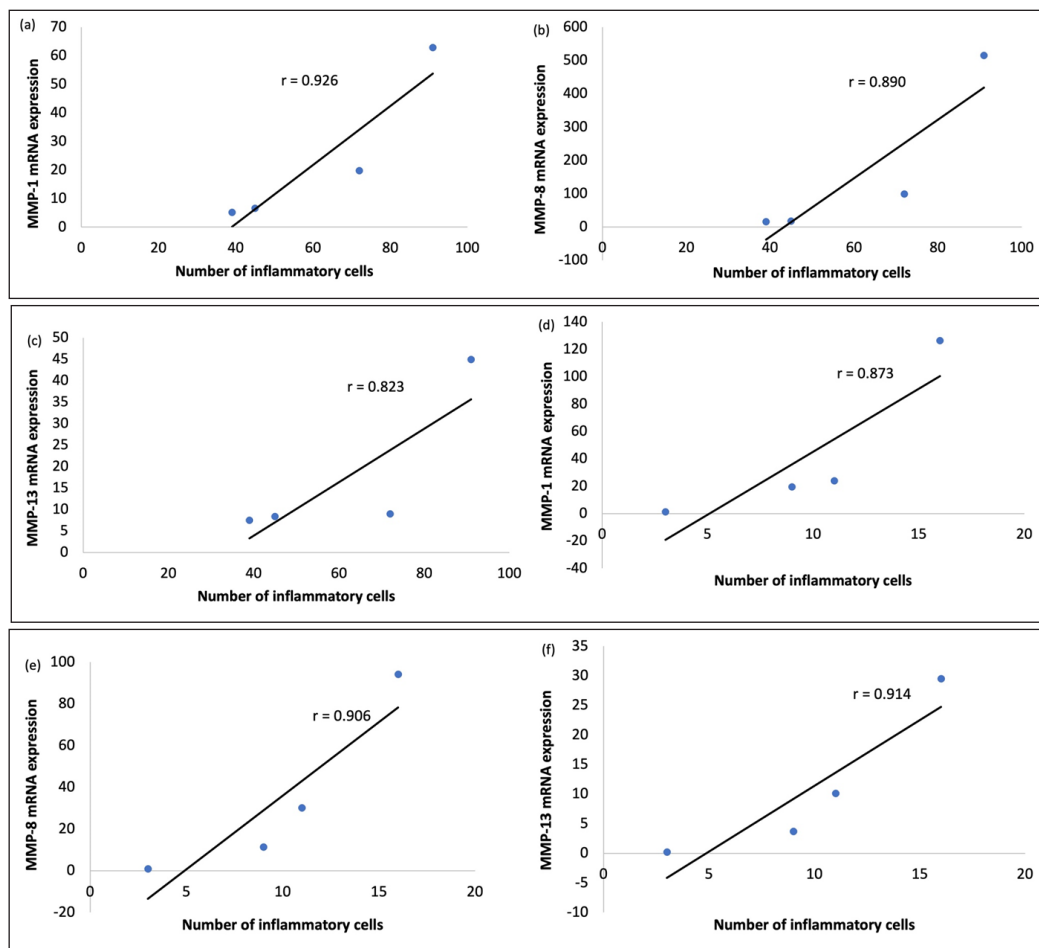 (a)
70
60
50
40
30
20
10
0
MMP-1 mRNA expression
r = 0.926
0 20 40 60 80 100
Number of inflammatory cells
(b)
600
500
400
300
200
100
0
-100
MMP-8 mRNA expression
r = 0.890
0 20 40 60 80 100
Number of inflammatory cells
(c)
50
45
40
35
30
25
20
15
10
5
0
MMP-13 mRNA expression
r = 0.823
0 20 40 60 80 100
Number of inflammatory cells
(d)
140
120
100
80
60
40
20
0
-20
-40
MMP-1 mRNA expression
r = 0.873
0 5 10 15 20
Number of inflammatory cells
(e)
100
80
60
40
20
0
-20
MMP-8 mRNA expression
r = 0.906
0 5 10 15 20
Number of inflammatory cells
(f)
35
30
25
20
15
10
5
0
-5
-10
MMP-13 mRNA expression
r = 0.914
0 5 10 15 20
Number of inflammatory cells